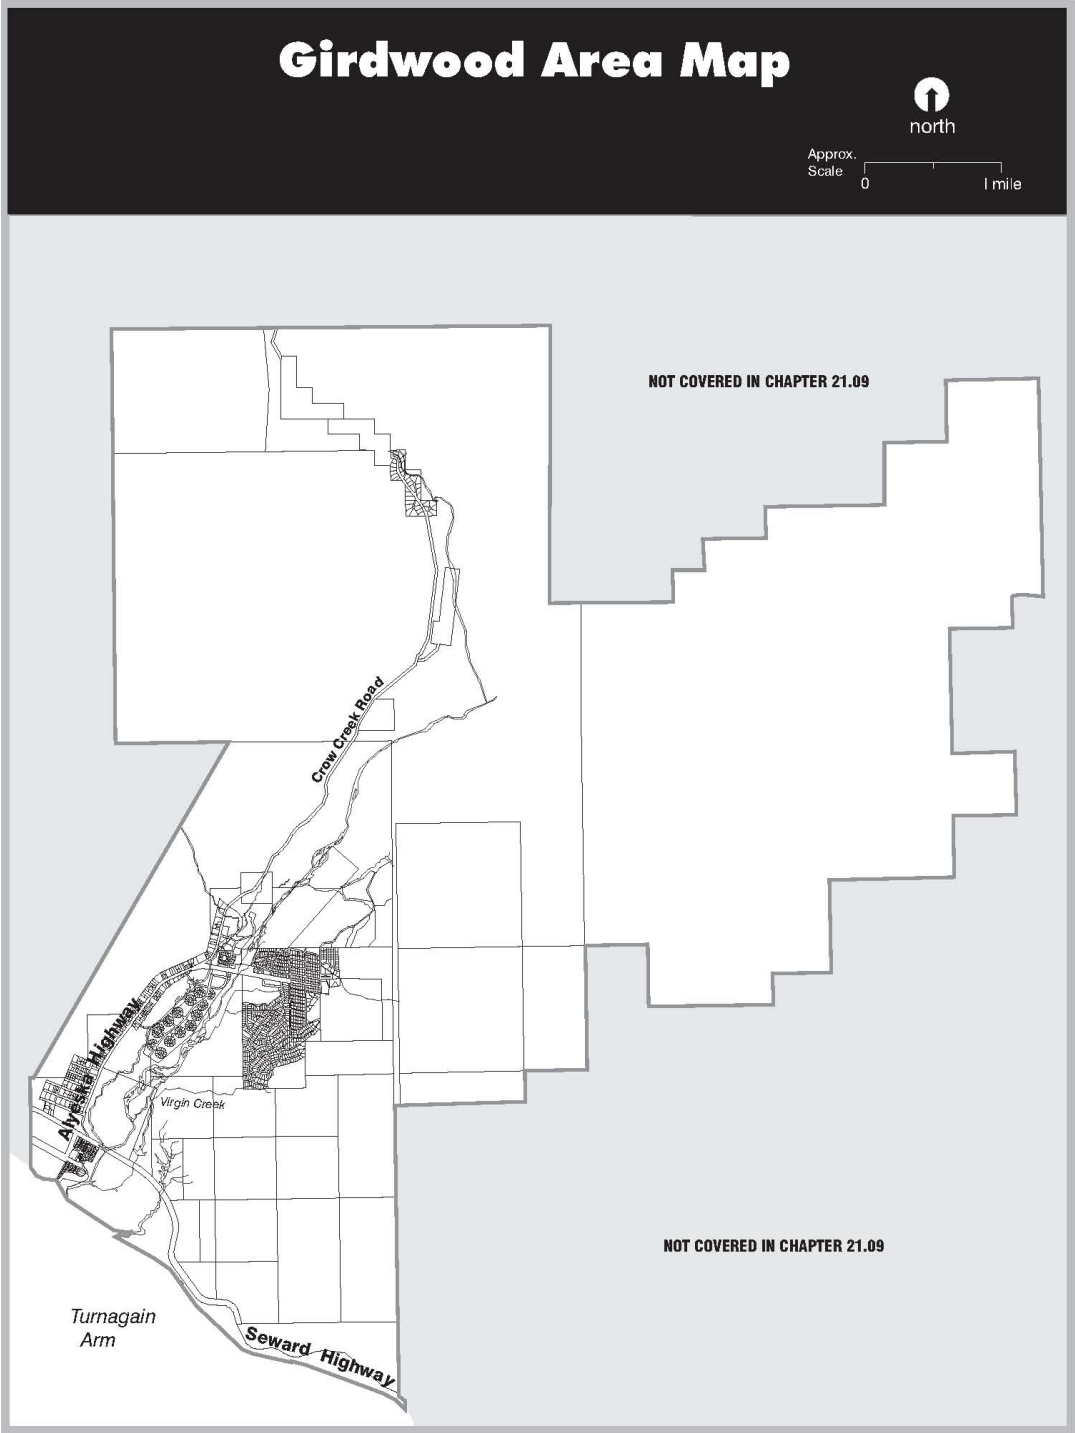 Girdwood Area Map
north
Approx.
Scale
0
1 mile
NOT COVERED IN CHAPTER 21.09
Crow Creek Road
Alyeska Highway
Virgin Creek
NOT COVERED IN CHAPTER 21.09
Turnagain
Arm
Seward Highway